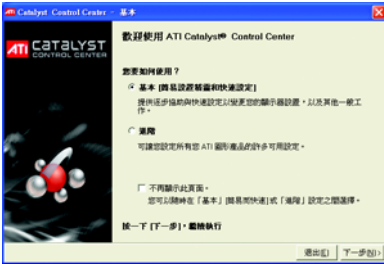 ATI Catalyst Control Center - 基本
ATI CATALYST
CONTROL CENTER
歡迎使用 ATI Catalyst® Control Center
您要如何使用？
基本 [簡易設置精靈和快速設定]
提供逐步協助與快速設定以變更您的顯示器設置，以及其他一般工
作。
進階
可讓您設定所有您 ATI 圖形產品的許多可用設定。
不再顯示此頁面。
您可以隨時在「基本」[簡易而快速]或「進階」設定之間選擇。
按一下 [下一步]，繼續執行
退出(E)
下一步(N)>